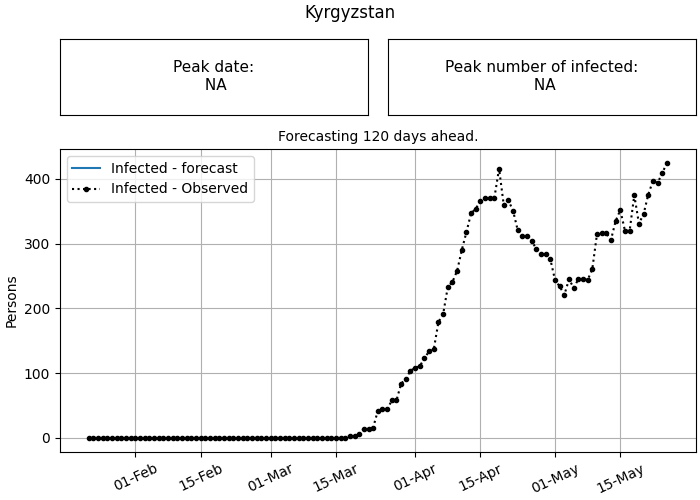 Kyrgyzstan
Peak date:
NA
Peak number of infected:
NA
Forecasting 120 days ahead.
Infected - forecast
Infected - Observed
400
300
200
100
0
Persons
01-Feb
15-Feb
01-Mar
15-Mar
01-Apr
15-Apr
01-May
15-May